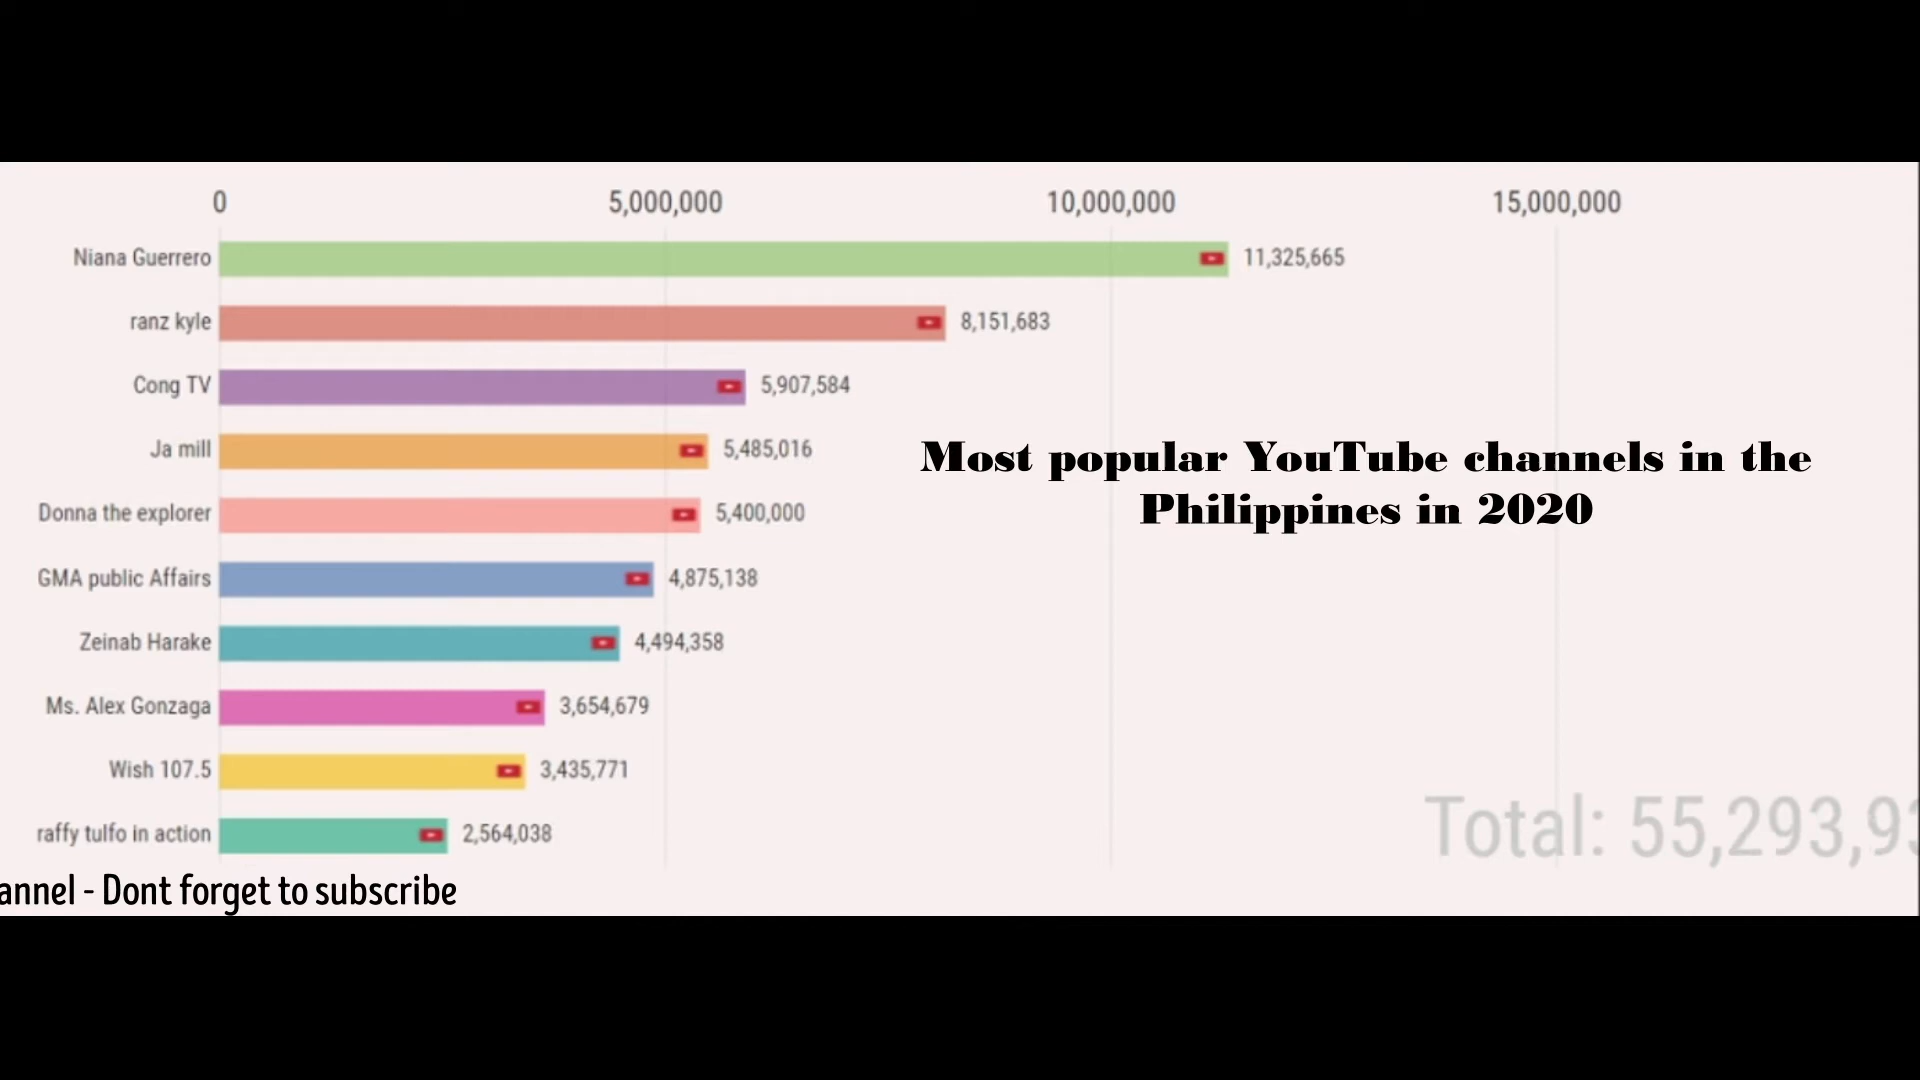 0 5,000,000 10,000,000 15,000,000
Niana Guerrero 11,325,665
ranz kyle 8,151,683
Cong TV 5,907,584
Ja mill 5,485,016
Most popular YouTube channels in the
Philippines in 2020
Donna the explorer 5,400,000
GMA public Affairs 4,875,138
Zeinab Harake 4,494,358
Ms. Alex Gonzaga 3,654,679
Wish 107.5 3,435,771
Total: 55,293,93
raffy tulfo in action 2,564,038
annel - Dont forget to subscribe